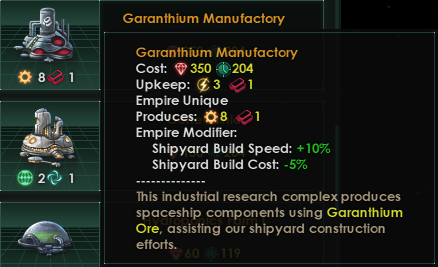 Garanthium Manufactory
Garanthium Manufactory
Cost: 350 204
Upkeep: 3 1
Empire Unique
Produces: 8 1
Empire Modifier:
Shipyard Build Speed: +10%
Shipyard Build Cost: -5%
--------------
This industrial research complex produces
spaceship components using Garanthium
Ore, assisting our shipyard construction
efforts.
8 1
2 1
60 119